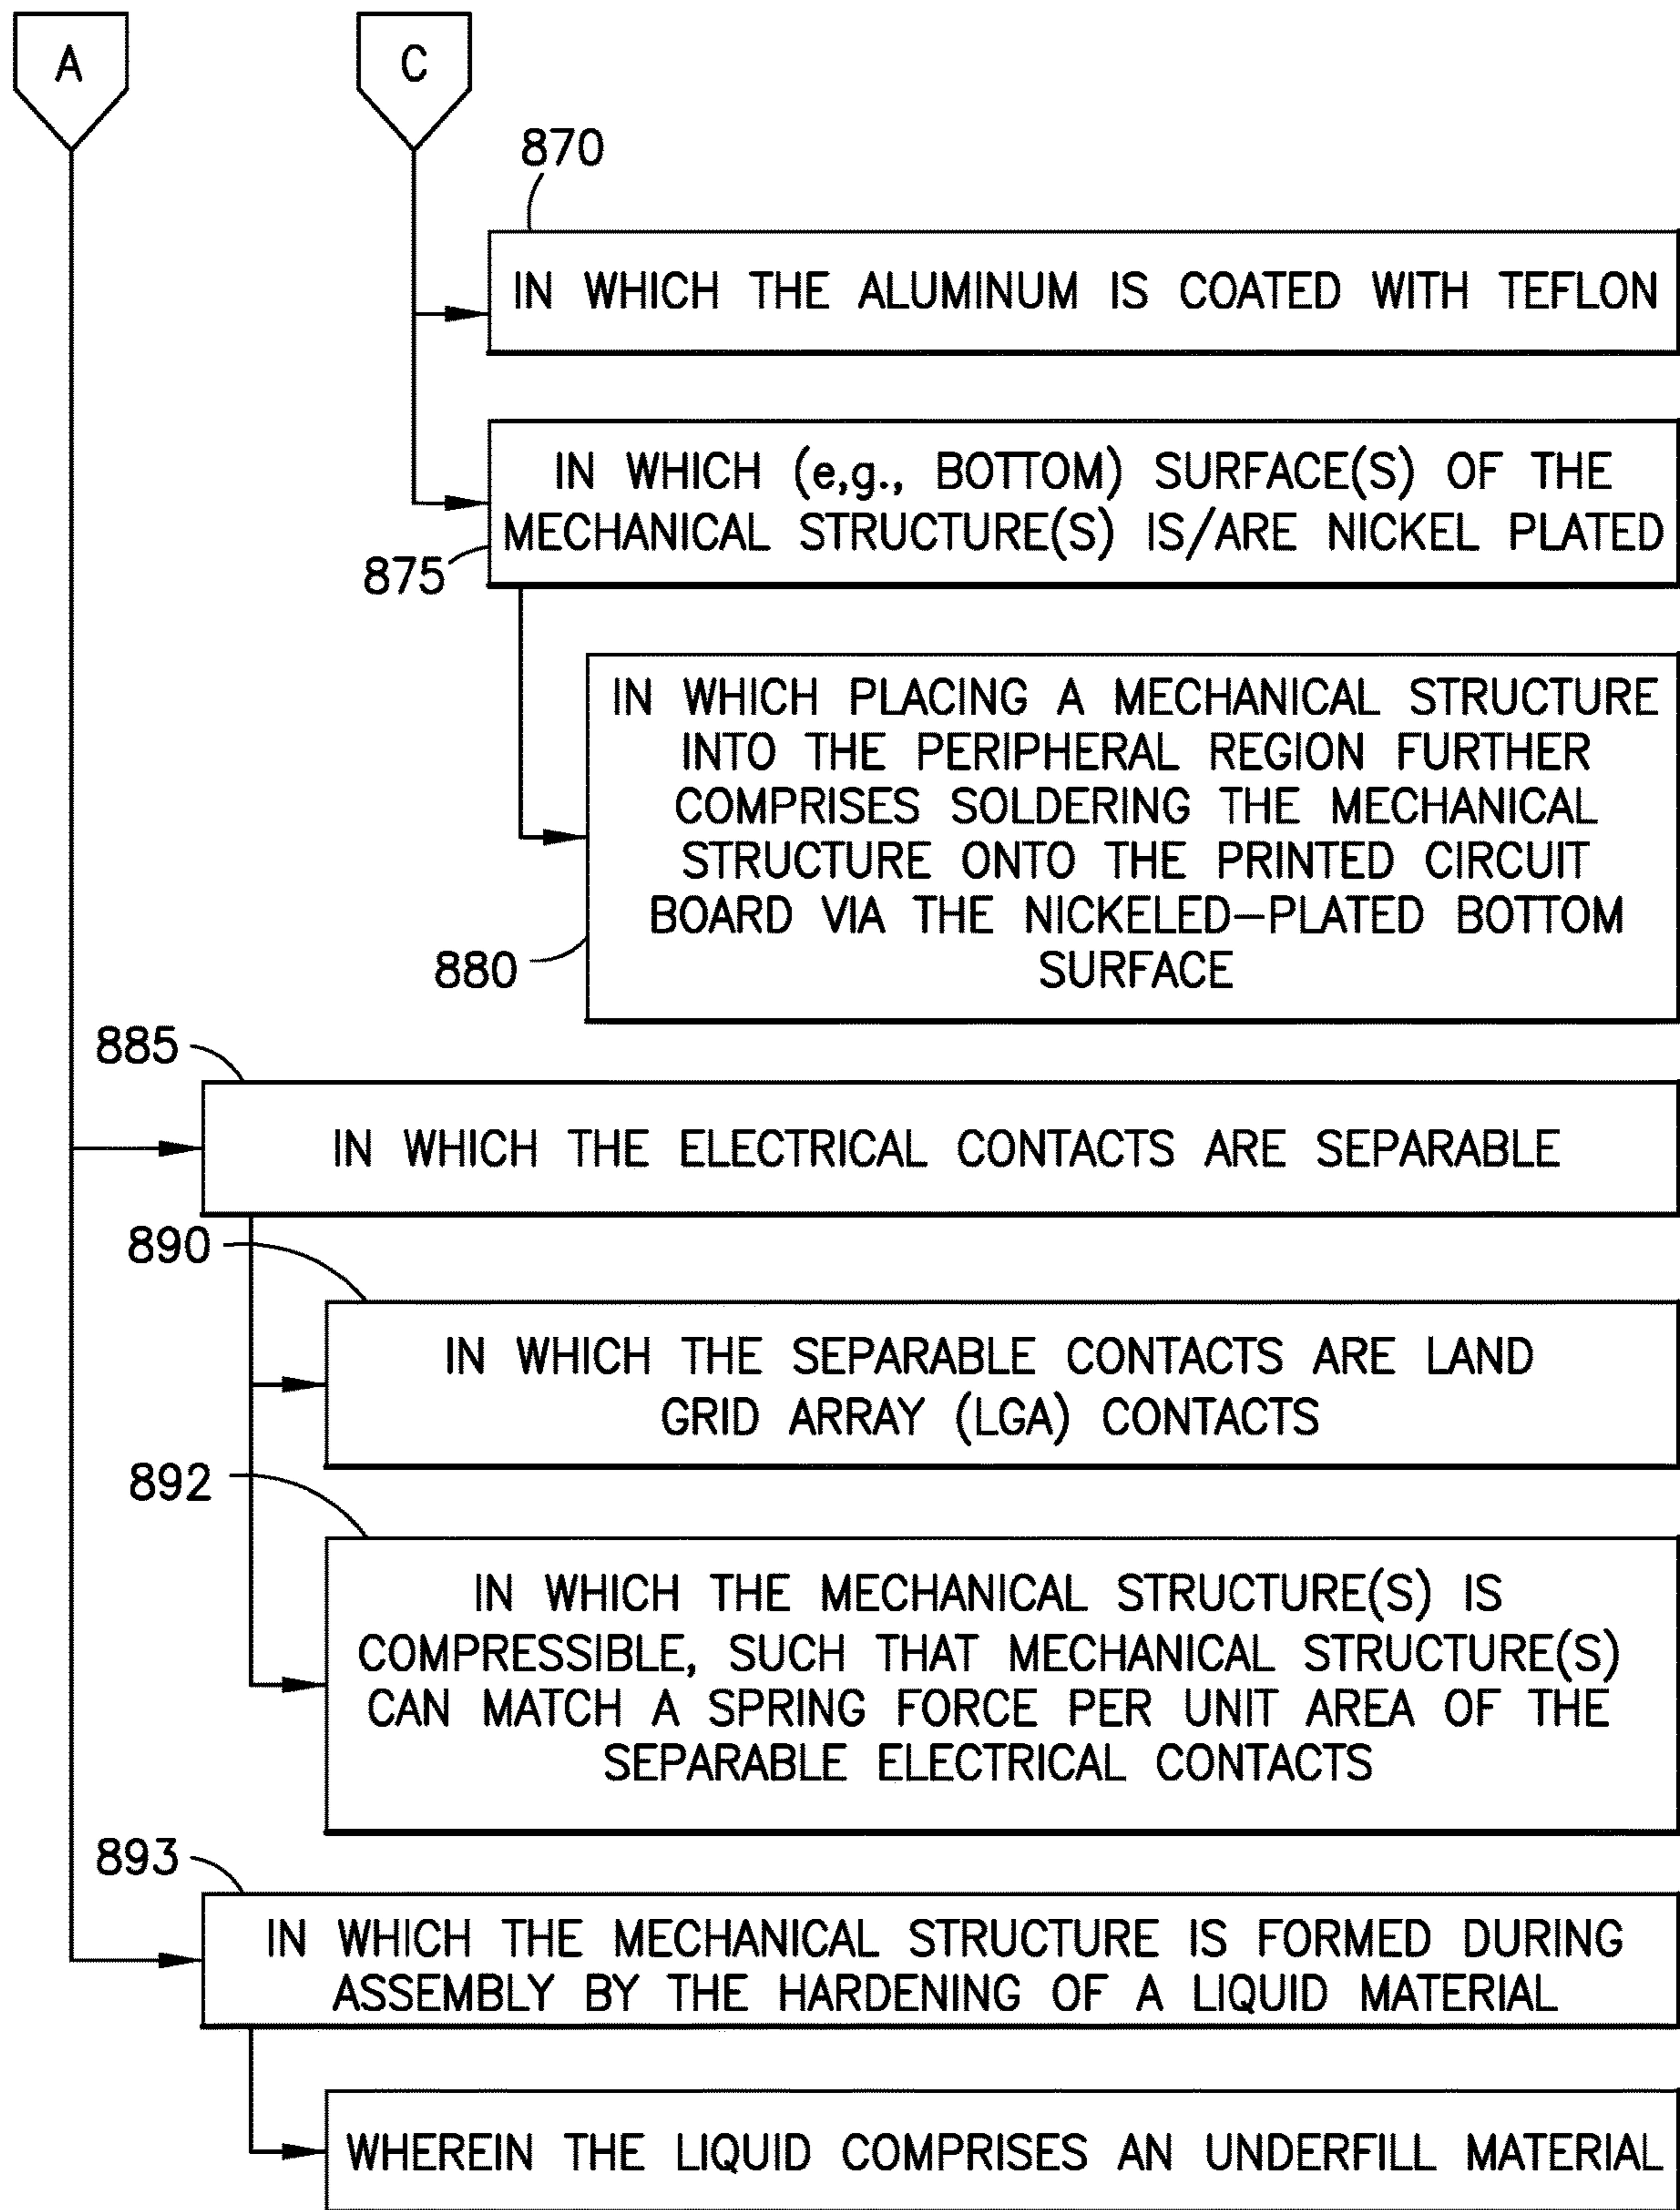 A
C
870
IN WHICH THE ALUMINUM IS COATED WITH TEFLON
IN WHICH (e,g., BOTTOM) SURFACE(S) OF THE
MECHANICAL STRUCTURE(S) IS/ARE NICKEL PLATED
875
IN WHICH PLACING A MECHANICAL STRUCTURE
INTO THE PERIPHERAL REGION FURTHER
COMPRISES SOLDERING THE MECHANICAL
STRUCTURE ONTO THE PRINTED CIRCUIT
BOARD VIA THE NICKELED-PLATED BOTTOM
SURFACE
880
885
IN WHICH THE ELECTRICAL CONTACTS ARE SEPARABLE
890
IN WHICH THE SEPARABLE CONTACTS ARE LAND
GRID ARRAY (LGA) CONTACTS
892
IN WHICH THE MECHANICAL STRUCTURE(S) IS
COMPRESSIBLE, SUCH THAT MECHANICAL STRUCTURE(S)
CAN MATCH A SPRING FORCE PER UNIT AREA OF THE
SEPARABLE ELECTRICAL CONTACTS
893
IN WHICH THE MECHANICAL STRUCTURE IS FORMED DURING
ASSEMBLY BY THE HARDENING OF A LIQUID MATERIAL
WHEREIN THE LIQUID COMPRISES AN UNDERFILL MATERIAL